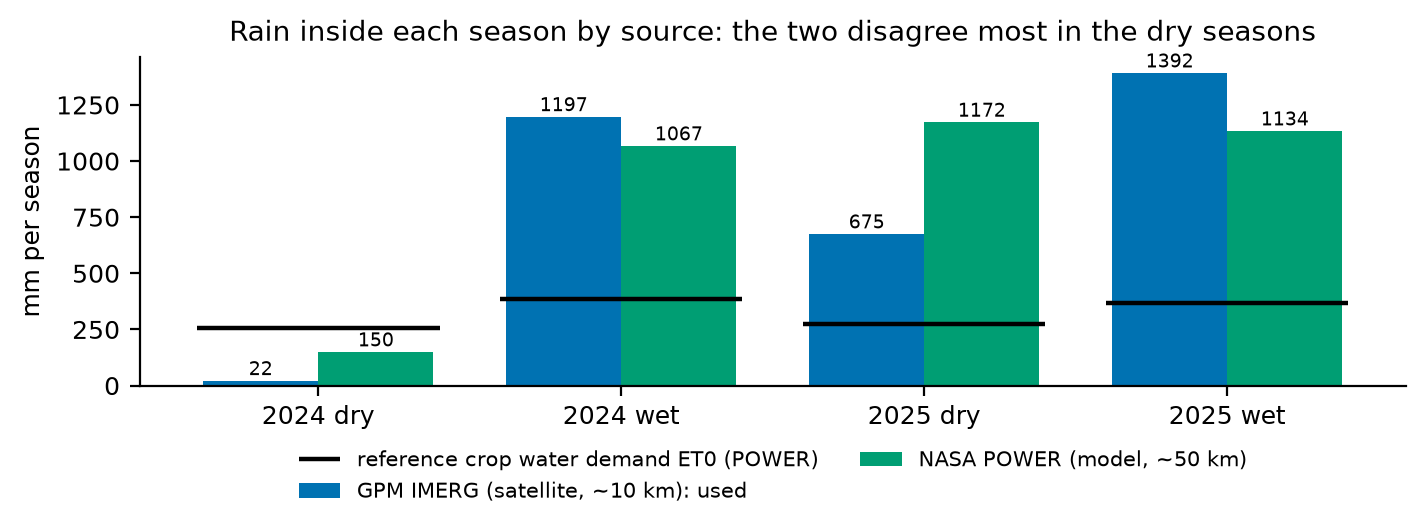 Rain inside each season by source: the two disagree most in the dry seasons
mm per season
1250
1000
750
500
250
0
22
150
1197
1067
675
1172
1392
1134
2024 dry
2024 wet
2025 dry
2025 wet
reference crop water demand ET0 (POWER)
GPM IMERG (satellite, ~10 km): used
NASA POWER (model, ~50 km)